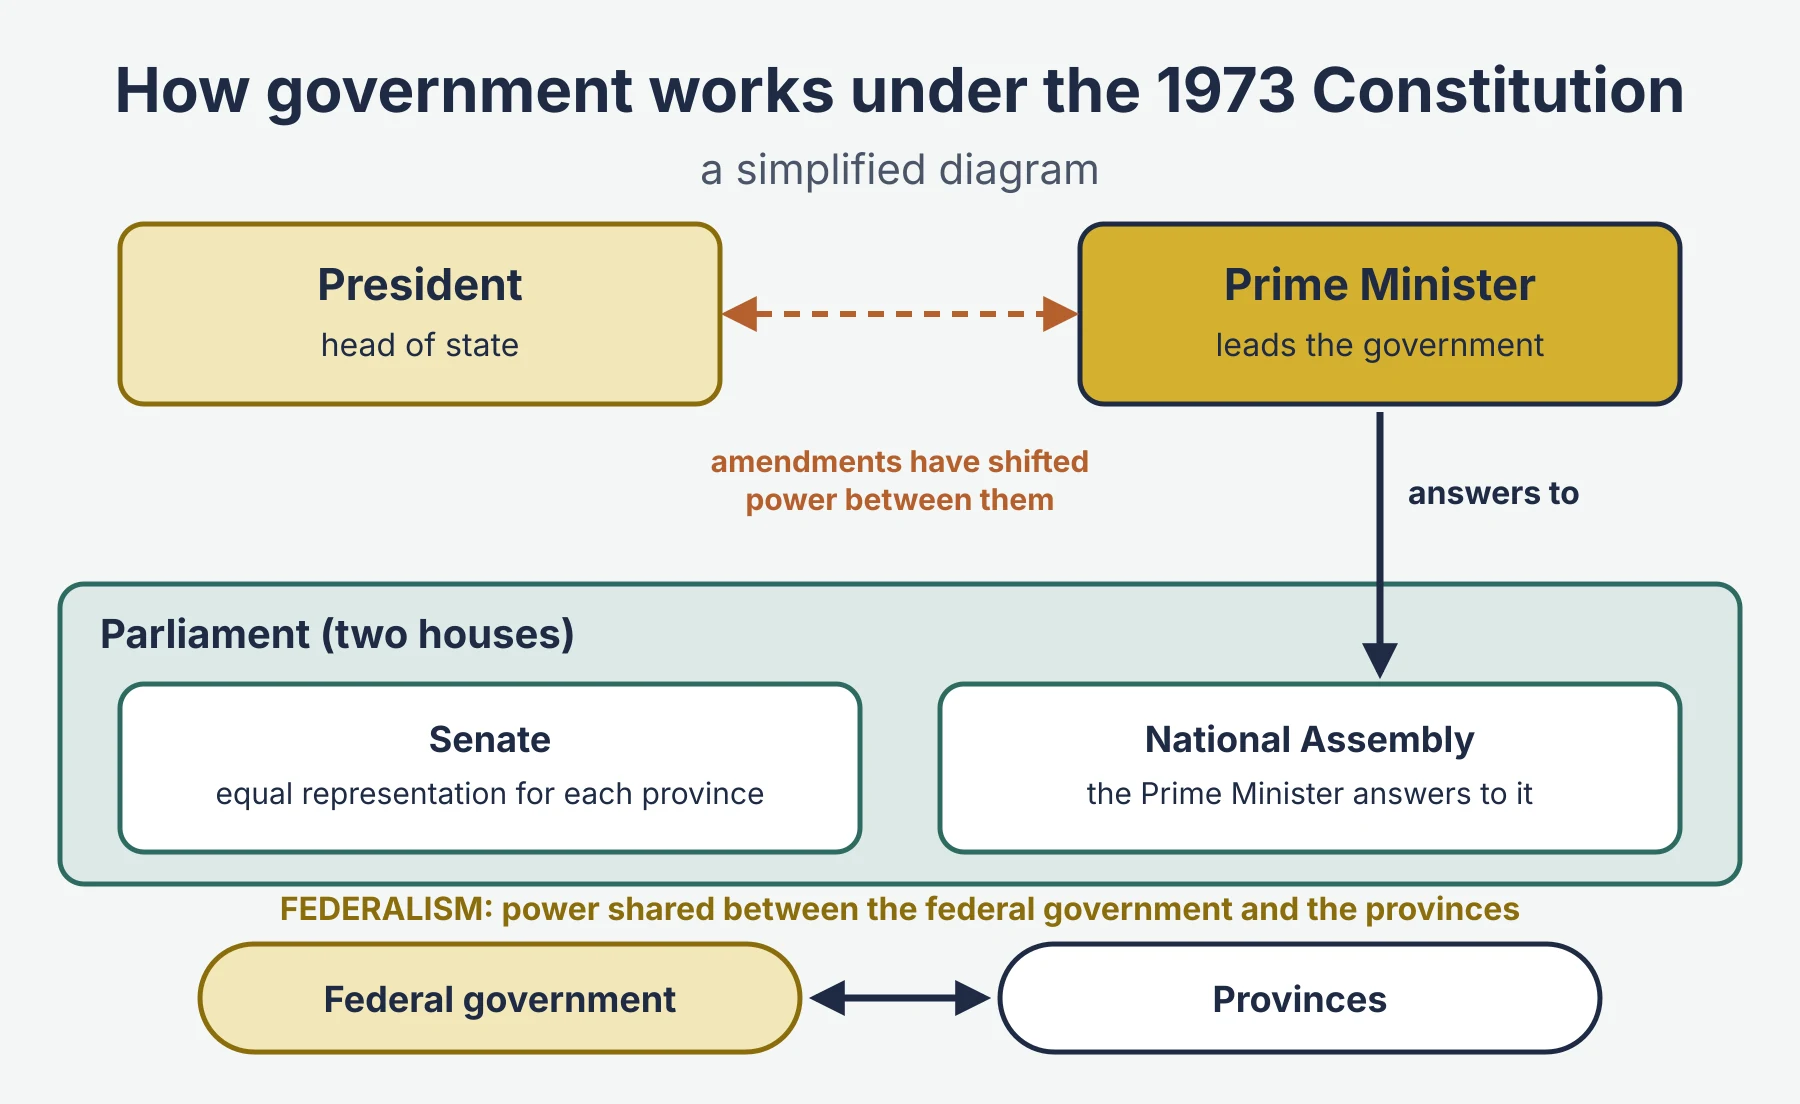 How government works under the 1973 Constitution
a simplified diagram
President
head of state
Prime Minister
leads the government
amendments have shifted
power between them
answers to
Parliament (two houses)
Senate
equal representation for each province
National Assembly
the Prime Minister answers to it
FEDERALISM: power shared between the federal government and the provinces
Federal government
Provinces